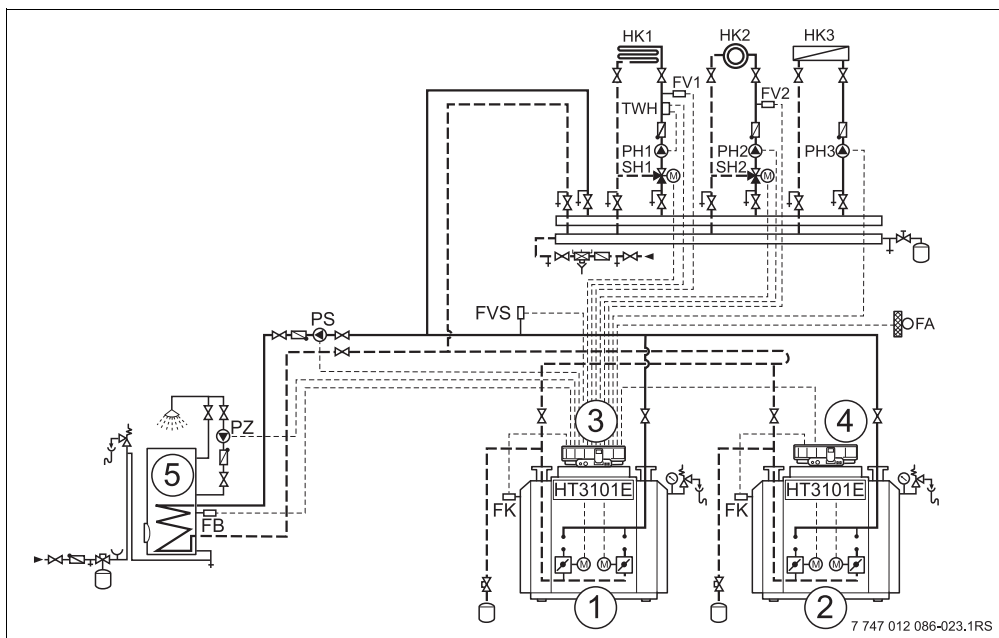 HK1 HK2 HK3
FV1 FV2
TWH
PH1 PH2 PH3
SH1 M SH2 M
PS FVS FA
3 4
PZ
5
HT3101E HT3101E
FK FK
FB
M M M M
1 2
7 747 012 086-023.1RS